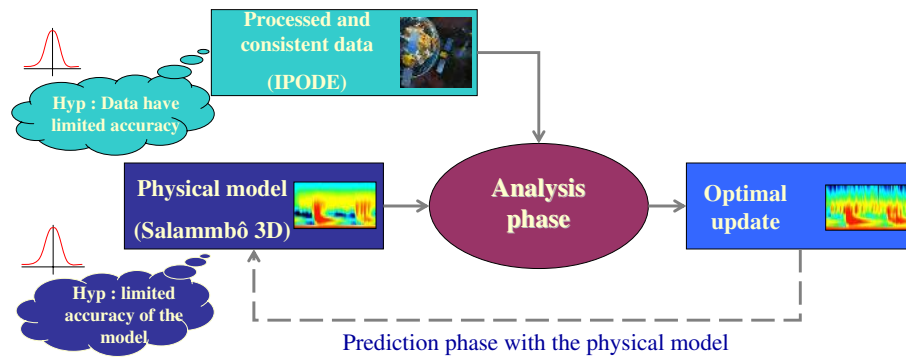 Processed and
consistent data
(IPODE)
Hyp : Data have
limited accuracy
Physical model
(Salammbô 3D)
Analysis
phase
Optimal
update
Hyp : limited
accuracy of the
model
Prediction phase with the physical model